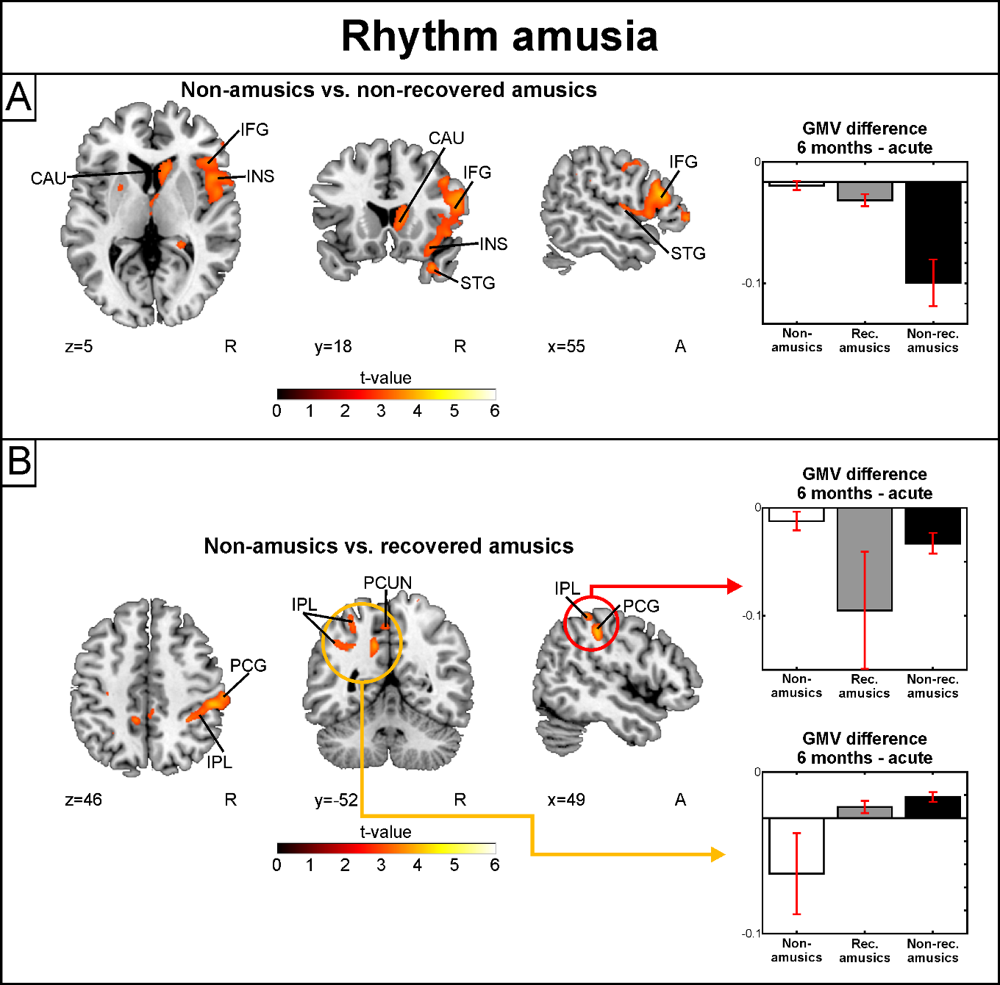 Rhythm amusia
A
Non-amusics vs. non-recovered amusics
IFG
CAU
INS
CAU
IFG
INS
STG
IFG
STG
z=5
R
y=18
R
x=55
A
t-value
0 1 2 3 4 5 6
GMV difference
6 months - acute
0
-0.1
Non-
amusics
Rec.
amusics
Non-rec.
amusics
B
Non-amusics vs. recovered amusics
PCG
IPL
IPL
PCUN
IPL
PCG
z=46
R
y=-52
R
x=49
A
t-value
0 1 2 3 4 5 6
GMV difference
6 months - acute
0
-0.1
Non-
amusics
Rec.
amusics
Non-rec.
amusics
GMV difference
6 months - acute
0
-0.1
Non-
amusics
Rec.
amusics
Non-rec.
amusics